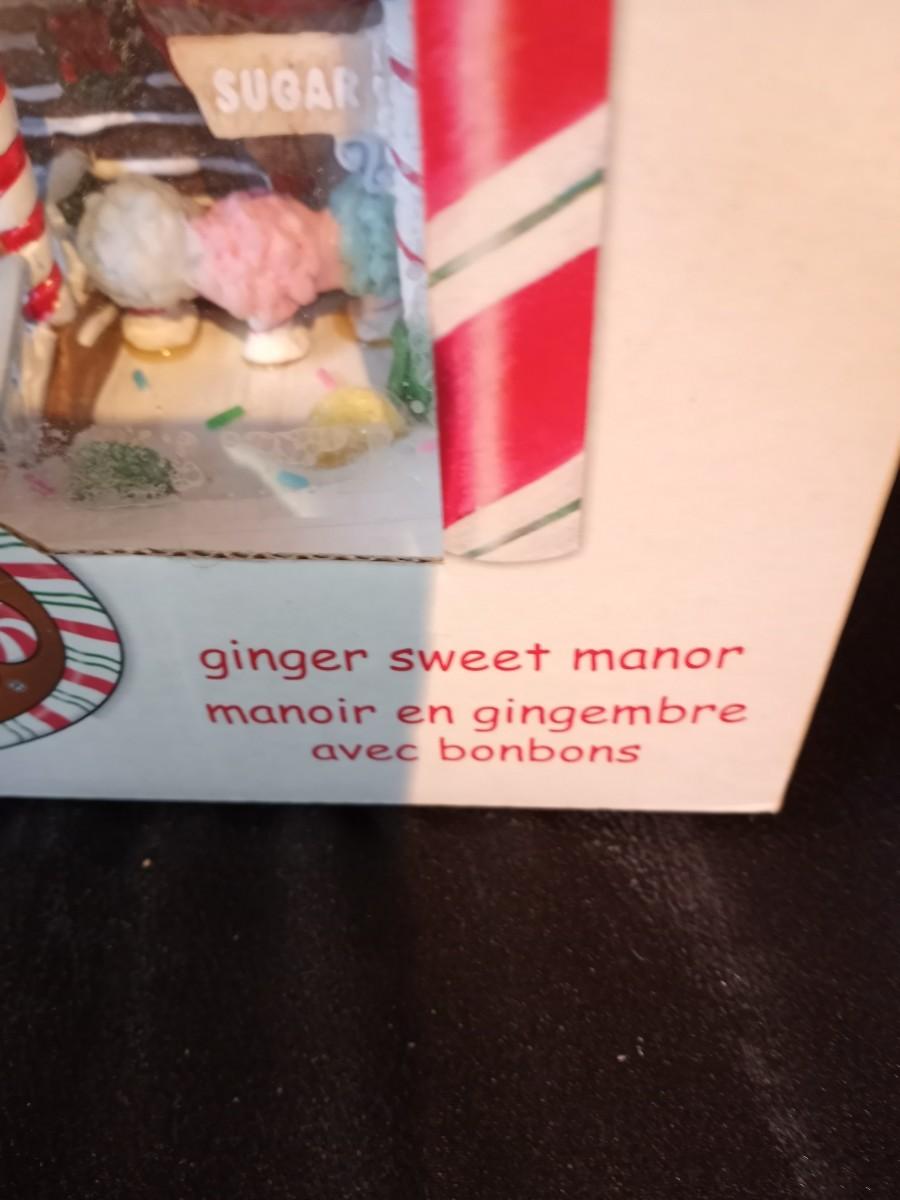 SUGAR
ginger sweet manor
manoir en gingembre
avec bonbons